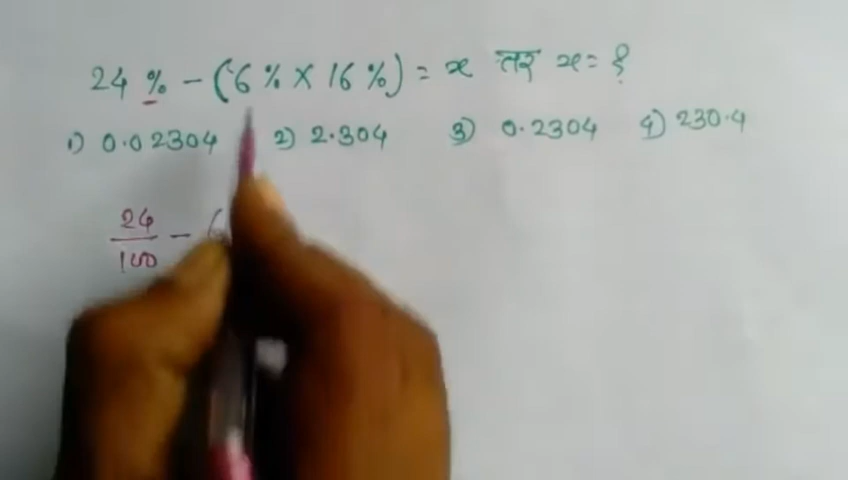 24 % - (6 % × 16 %) = x तर x = ?
1) 0.02304 2) 2.304 3) 0.2304 4) 230.4
24/100 -